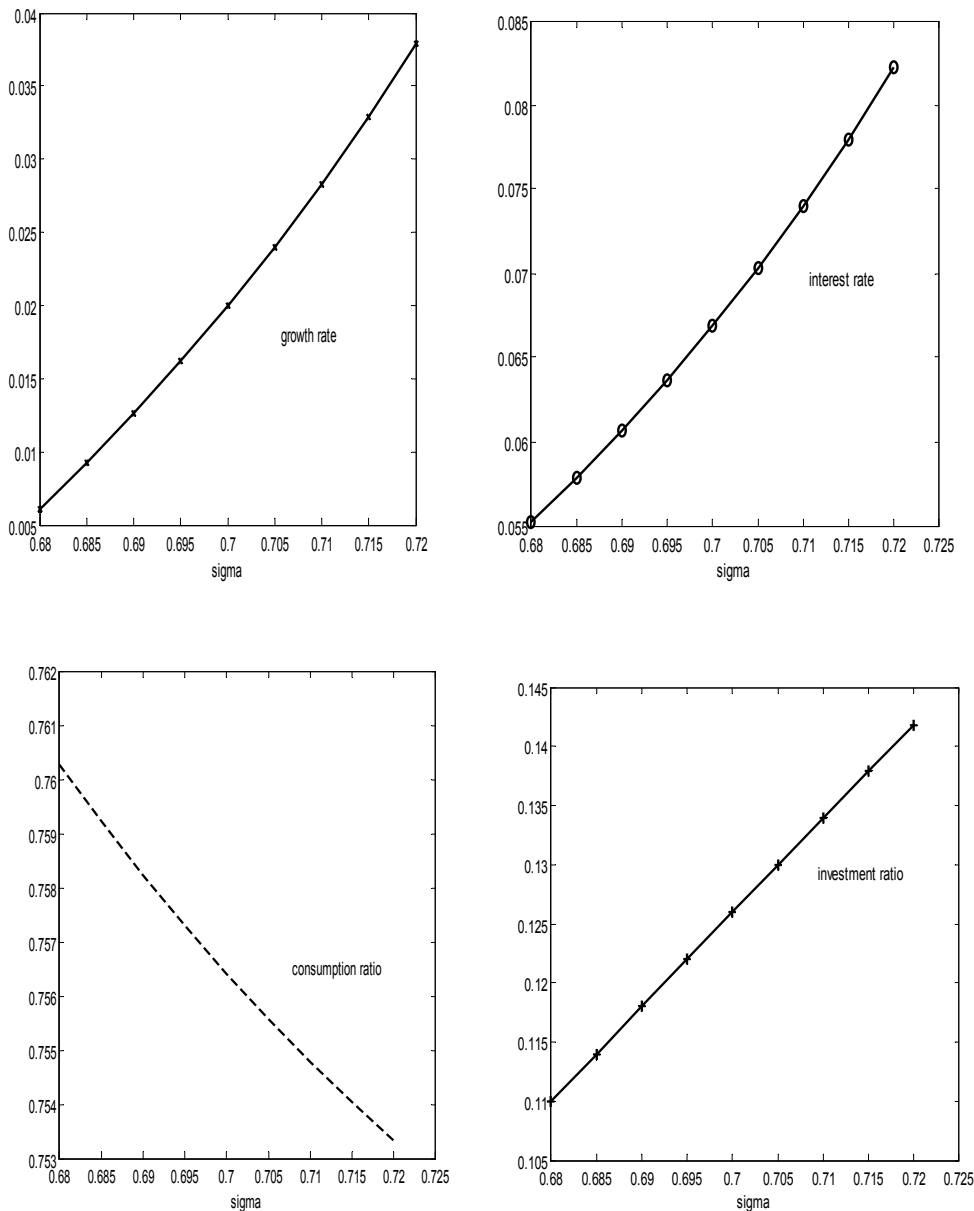 0.04
0.035
0.03
0.025
0.02
0.015
0.01
0.005
growth rate
0.68 0.685 0.69 0.695 0.7 0.705 0.71 0.715 0.72
sigma
0.085
0.08
0.075
0.07
0.065
0.06
0.055
interest rate
0.68 0.685 0.69 0.695 0.7 0.705 0.71 0.715 0.72 0.725
sigma
0.762
0.761
0.76
0.759
0.758
0.757
0.756
0.755
0.754
0.753
consumption ratio
0.68 0.685 0.69 0.695 0.7 0.705 0.71 0.715 0.72 0.725
sigma
0.145
0.14
0.135
0.13
0.125
0.12
0.115
0.11
0.105
investment ratio
0.68 0.685 0.69 0.695 0.7 0.705 0.71 0.715 0.72 0.725
sigma